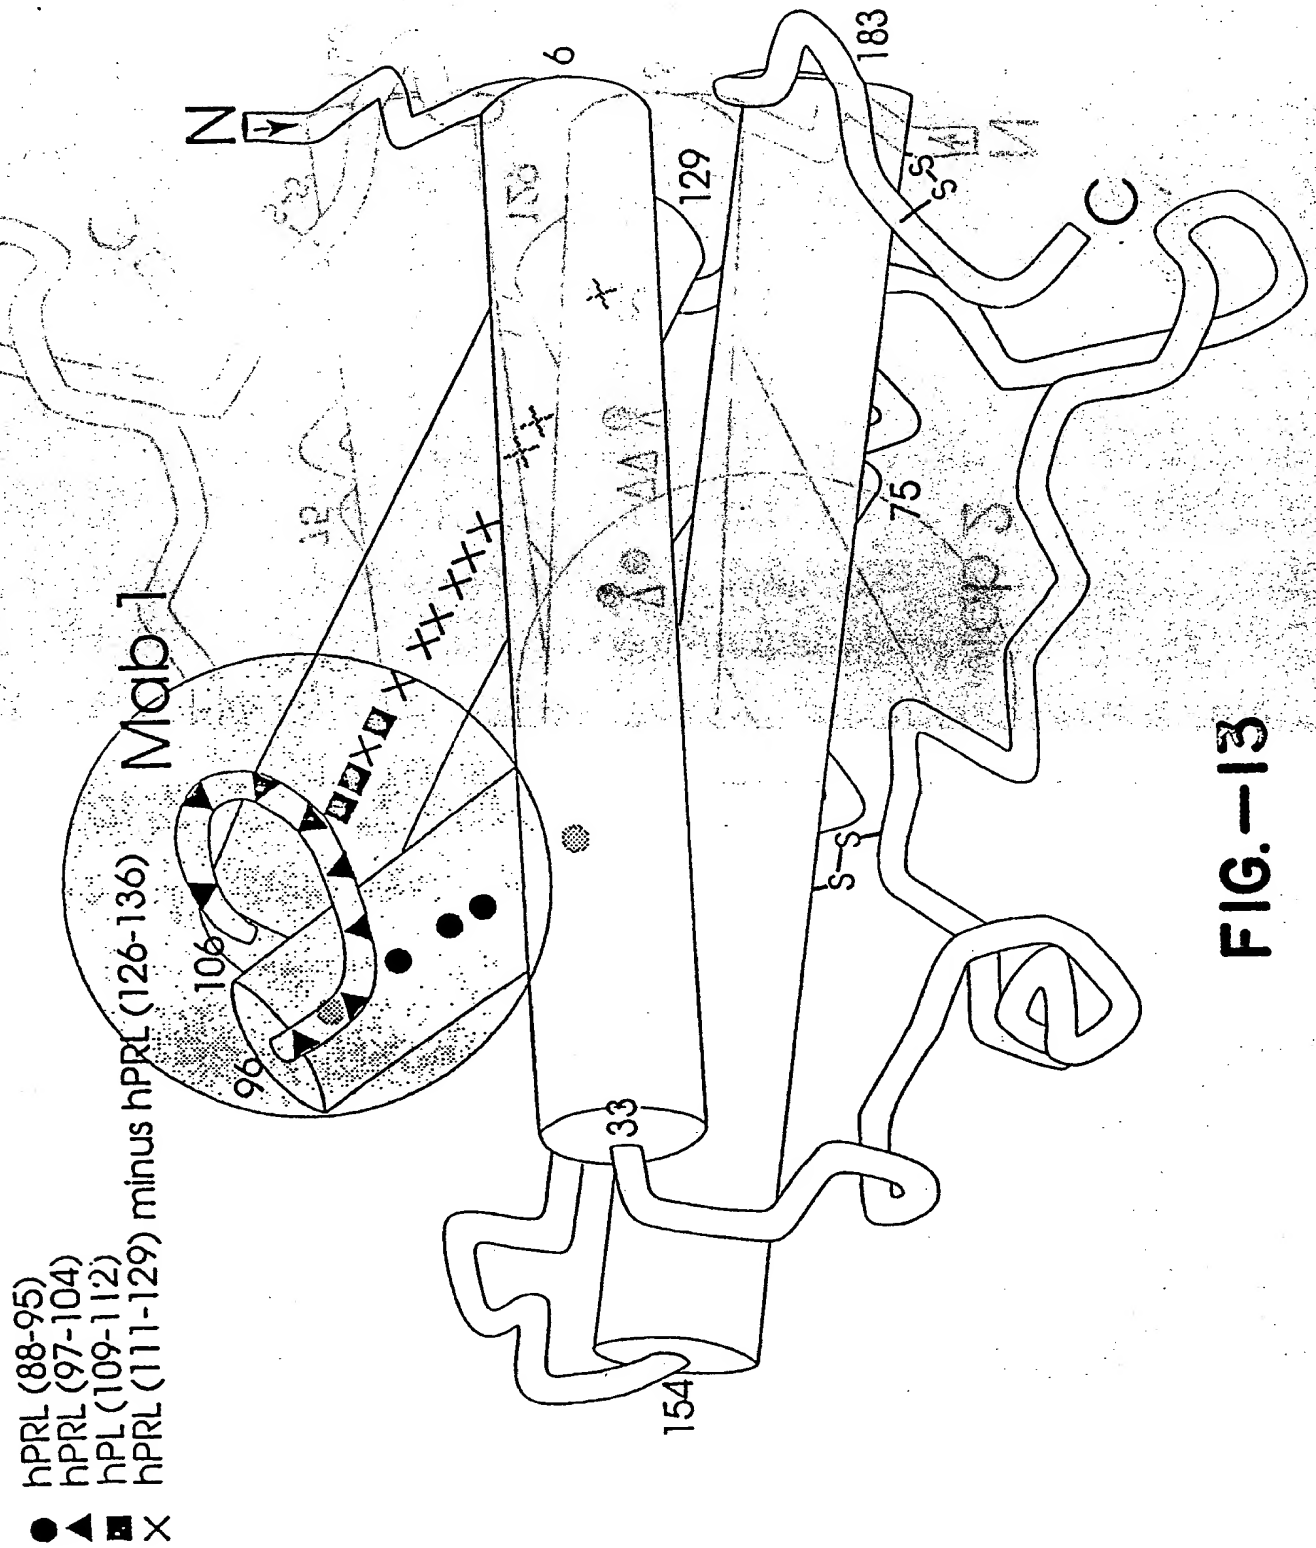 ● hPRL (88-95)
▲ hPRL (97-104)
■ hPL (109-112)
X hPRL (111-129) minus hPRL (126-136)
Mab 1
N
6
183
129
S-S
C
106
96
75
33
S-S
154
FIG.—13